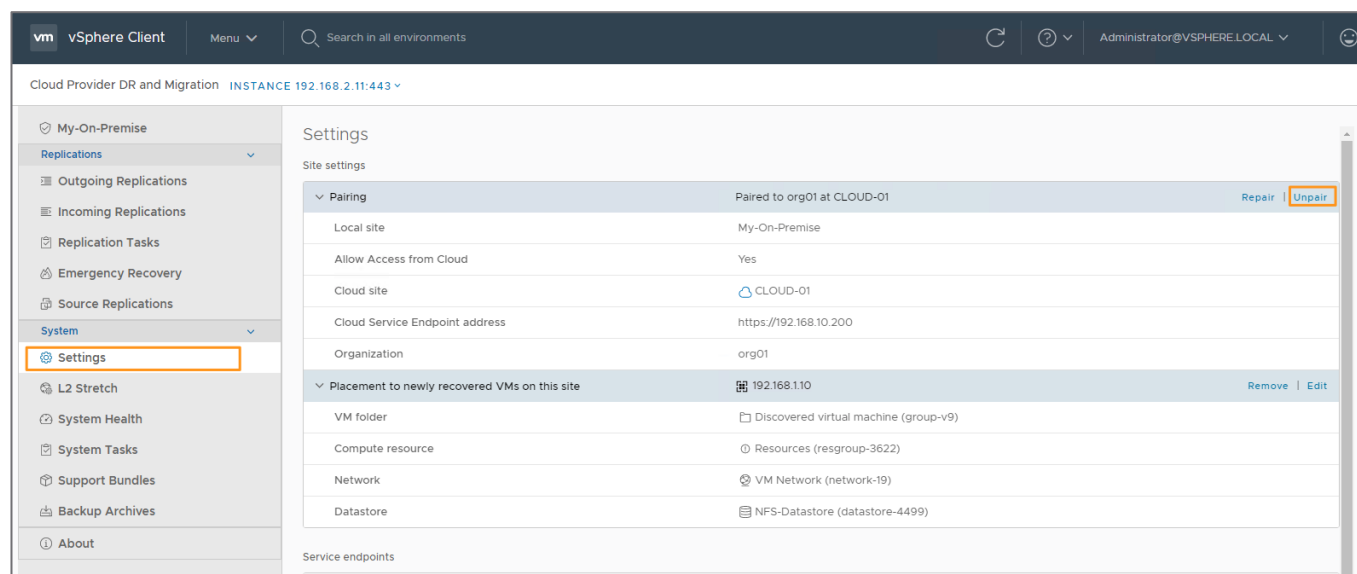 vm vSphere Client Menu Search in all environments Administrator@VSPHERE.LOCAL
Cloud Provider DR and Migration INSTANCE 192.168.2.11:443
My-On-Premise
Replications
Outgoing Replications
Incoming Replications
Replication Tasks
Emergency Recovery
Source Replications
System
Settings
L2 Stretch
System Health
System Tasks
Support Bundles
Backup Archives
About
Settings
Site settings
Pairing Paired to org01 at CLOUD-01 Repair | Unpair
Local site My-On-Premise
Allow Access from Cloud Yes
Cloud site CLOUD-01
Cloud Service Endpoint address https://192.168.10.200
Organization org01
Placement to newly recovered VMs on this site 192.168.1.10 Remove | Edit
VM folder Discovered virtual machine (group-v9)
Compute resource Resources (resgroup-3622)
Network VM Network (network-19)
Datastore NFS-Datastore (datastore-4499)
Service endpoints